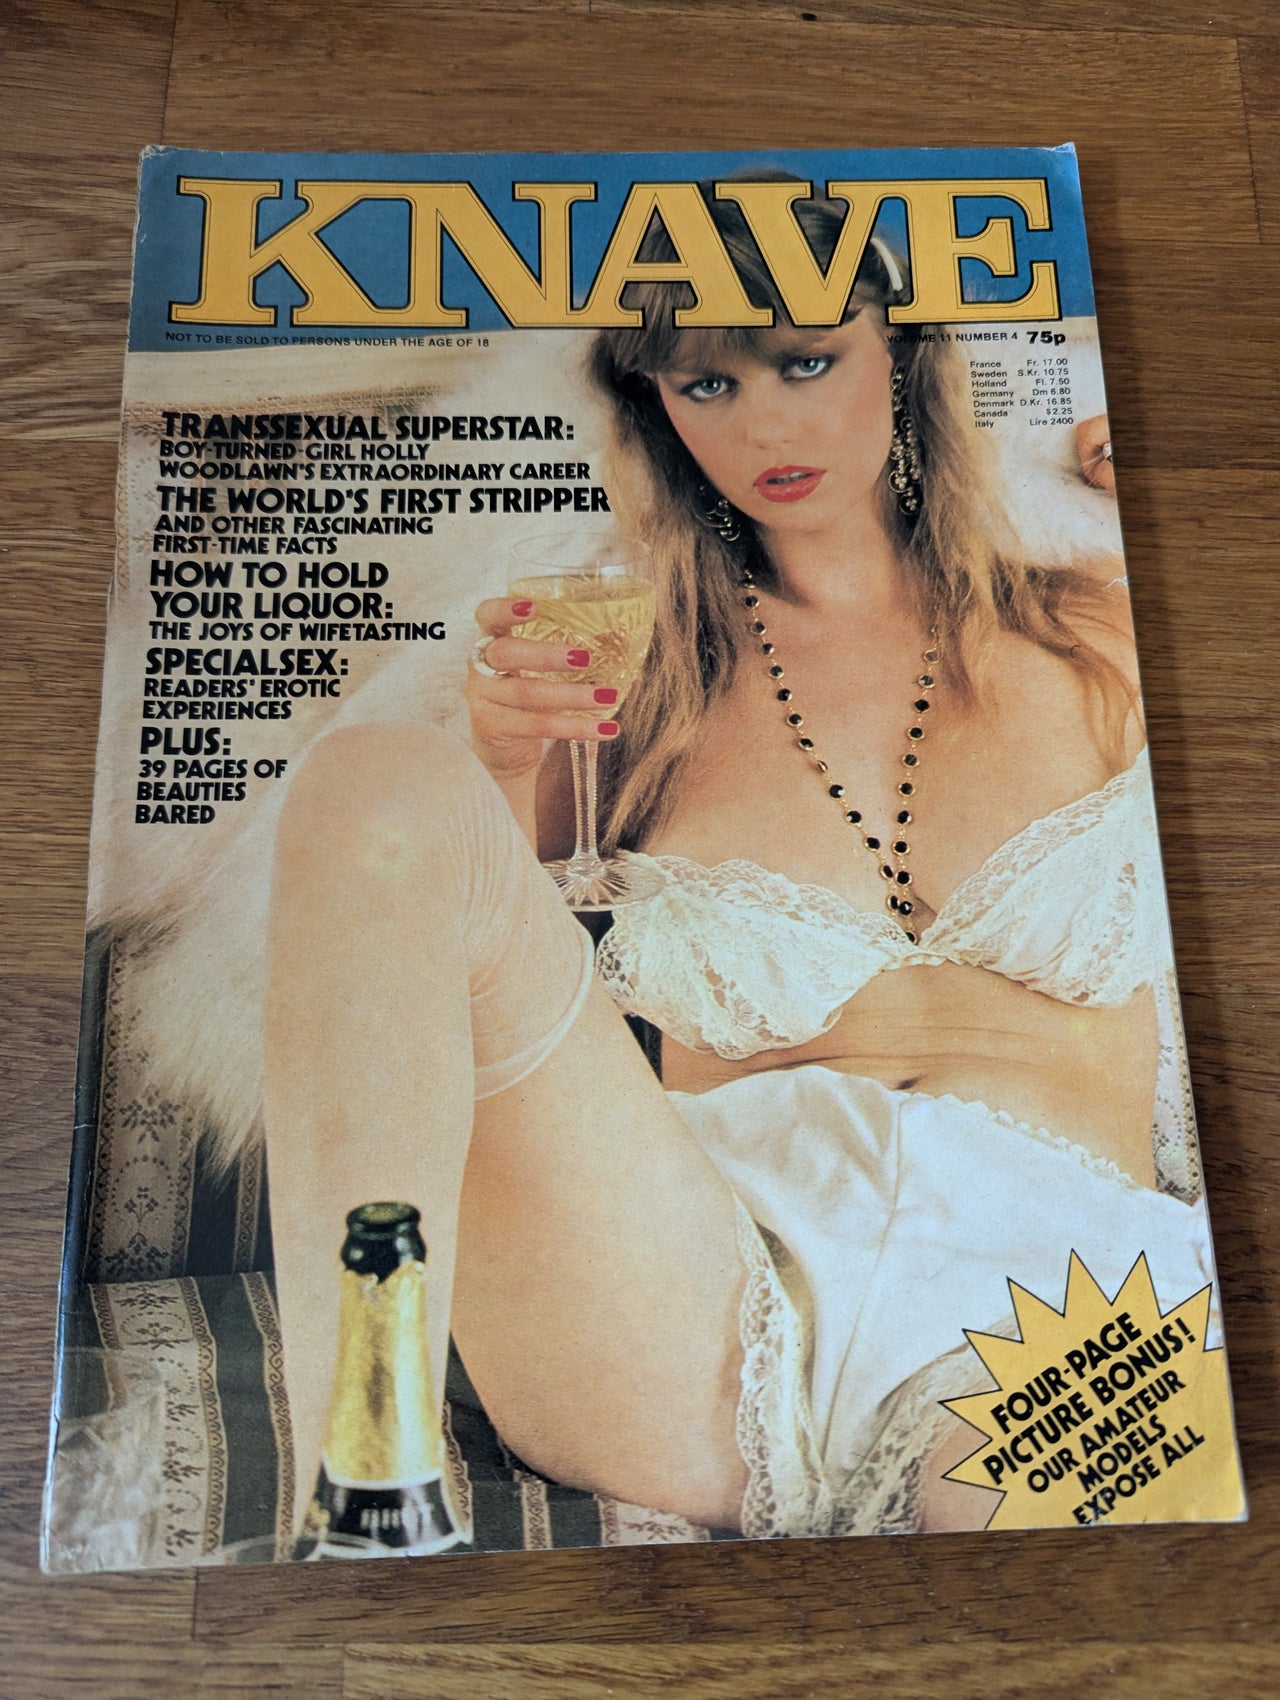 KNAVE
NOT TO BE SOLD TO PERSONS UNDER THE AGE OF 18
VOLUME 11 NUMBER 4 75p
France Fr. 17.00
Sweden S.Kr. 10.75
Holland Fl. 7.50
Germany Dm 6.80
Denmark D.Kr. 16.85
Canada $2.25
Italy Lire 2400
TRANSSEXUAL SUPERSTAR:
BOY-TURNED-GIRL HOLLY
WOODLAWN'S EXTRAORDINARY CAREER
THE WORLD'S FIRST STRIPPER
AND OTHER FASCINATING
FIRST-TIME FACTS
HOW TO HOLD
YOUR LIQUOR:
THE JOYS OF WIFETASTING
SPECIALSEX:
READERS' EROTIC
EXPERIENCES
PLUS:
39 PAGES OF
BEAUTIES
BARED
FOUR-PAGE
PICTURE BONUS!
OUR AMATEUR
MODELS
EXPOSE ALL